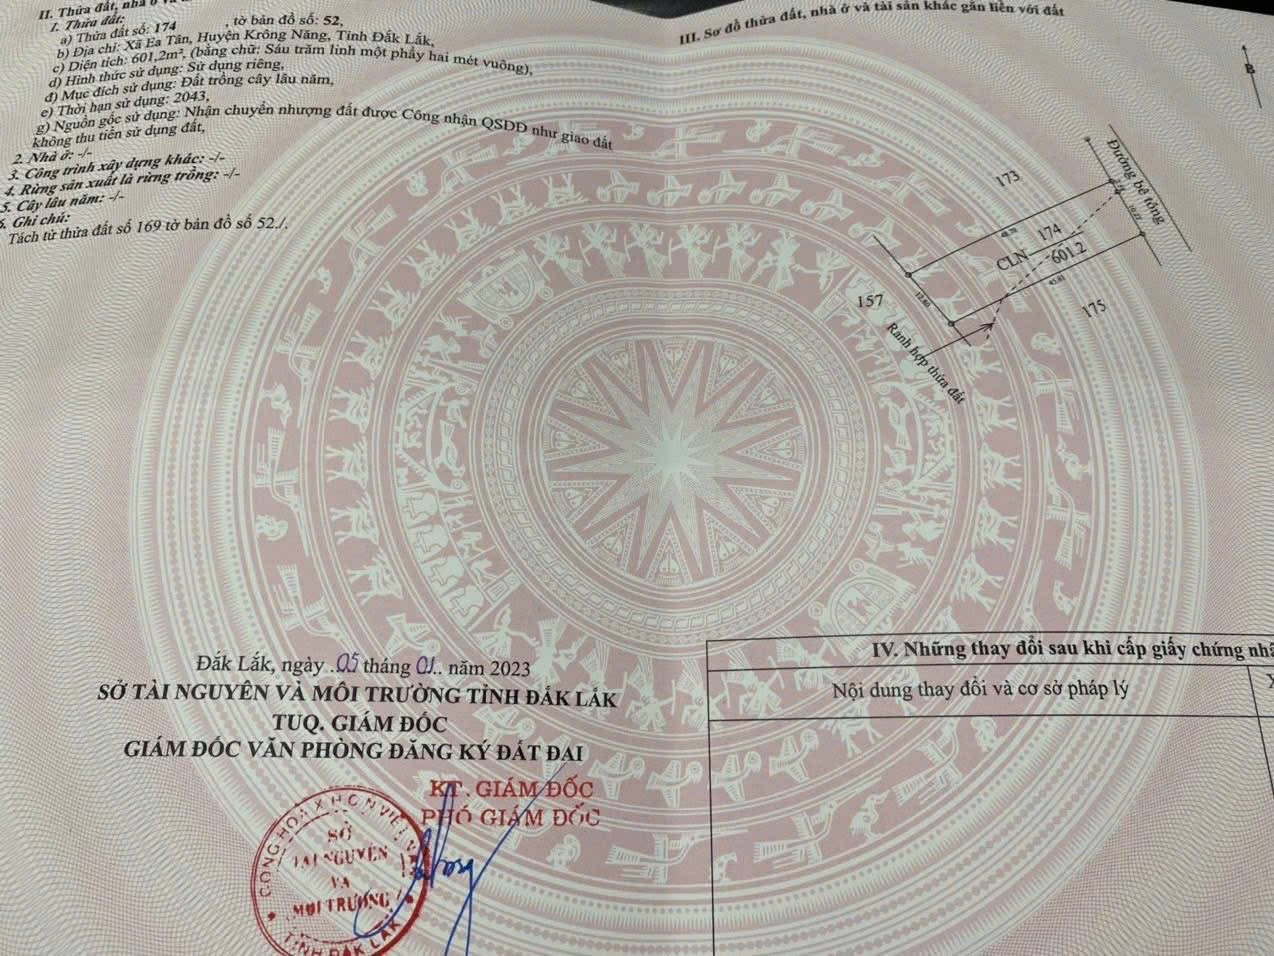 II. Thửa đất, nhà ở và
1. Thửa đất:
a) Thửa đất số: 174 , tờ bản đồ số: 52,
b) Địa chỉ: Xã Ea Tân, Huyện Krông Năng, Tỉnh Đắk Lắk,
c) Diện tích: 601,2m², (bằng chữ: Sáu trăm linh một phẩy hai mét vuông),
d) Hình thức sử dụng: Sử dụng riêng,
đ) Mục đích sử dụng: Đất trồng cây lâu năm,
e) Thời hạn sử dụng: 2043,
g) Nguồn gốc sử dụng: Nhận chuyển nhượng đất được Công nhận QSDĐ như giao đất
không thu tiền sử dụng đất,
2. Nhà ở: -/-
3. Công trình xây dựng khác: -/-
4. Rừng sản xuất là rừng trồng: -/-
5. Cây lâu năm: -/-
6. Ghi chú:
Tách từ thửa đất số 169 tờ bản đồ số 52./.
III. Sơ đồ thửa đất, nhà ở và tài sản khác gắn liền với đất
B
Đường bê tông
173
174
CLN
601.2
12.80
45.61
157
175
Ranh hợp thửa đất
Đắk Lắk, ngày .05 tháng 01.. năm 2023
SỞ TÀI NGUYÊN VÀ MÔI TRƯỜNG TỈNH ĐẮK LẮK
TUQ. GIÁM ĐỐC
GIÁM ĐỐC VĂN PHÒNG ĐĂNG KÝ ĐẤT ĐAI
KT. GIÁM ĐỐC
PHÓ GIÁM ĐỐC
CỘNG HOÀ X.H.C.N VIỆT NAM
SỞ
TÀI NGUYÊN
VÀ
MÔI TRƯỜNG
TỈNH ĐẮK LẮK
IV. Những thay đổi sau khi cấp giấy chứng nhậ
Nội dung thay đổi và cơ sở pháp lý
X